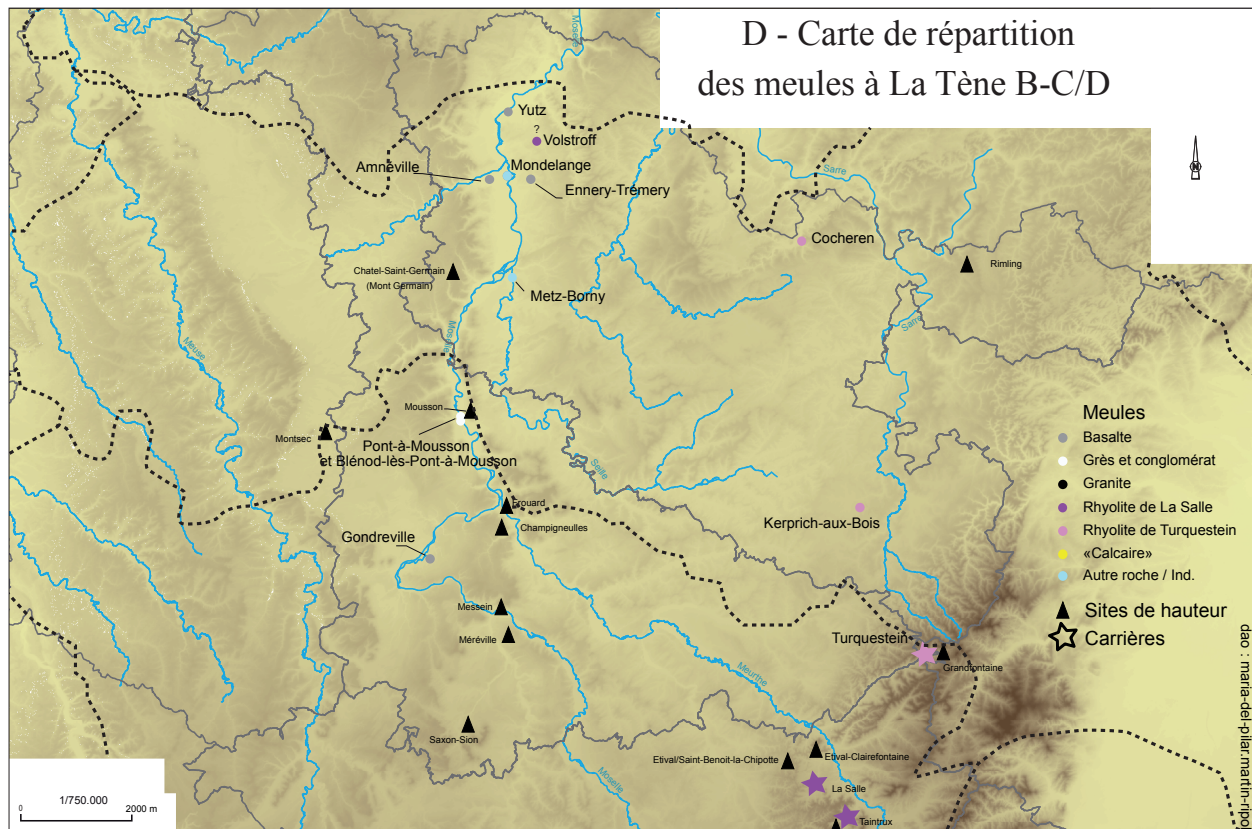 D - Carte de répartition
des meules à La Tène B-C/D
Moselle
Yutz
?
Volstroff
Amnéville
Mondelange
Ennery-Trémery
Sarre
Cocheren
Rimling
Chatel-Saint-Germain
(Mont Germain)
Metz-Borny
Sarre
Moselle
Meuse
Mousson
Montsec
Pont-à-Mousson
et Blénod-lès-Pont-à-Mousson
Seille
Frouard
Champigneulles
Kerprich-aux-Bois
Gondreville
Messein
Méréville
Turquestein
Grandfontaine
Meurthe
Saxon-Sion
Etival/Saint-Benoit-la-Chipotte
Etival-Clairefontaine
Moselle
La Salle
Taintrux
Meules
Basalte
Grès et conglomérat
Granite
Rhyolite de La Salle
Rhyolite de Turquestein
«Calcaire»
Autre roche / Ind.
Sites de hauteur
Carrières
N
1/750.000
0 2000 m
dao : maria-del-pilar.martin-ripol